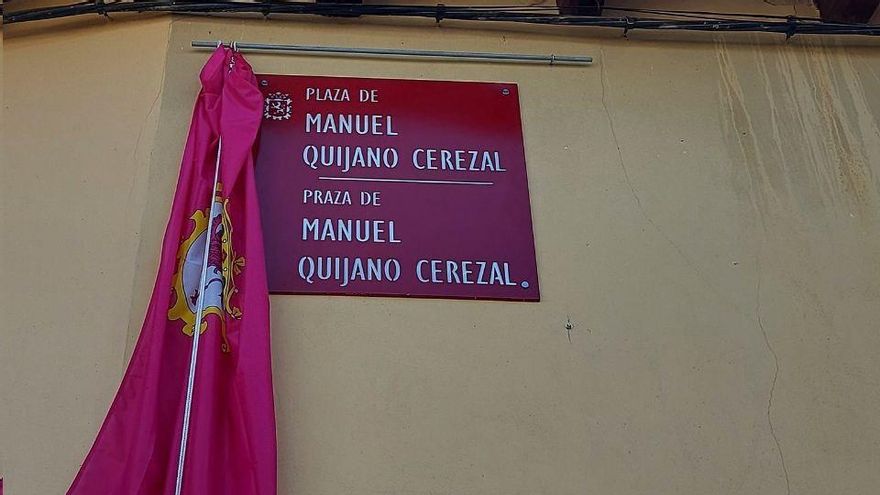 PLAZA DE
MANUEL
QUIJANO CEREZAL
PRAZA DE
MANUEL
QUIJANO CEREZAL.